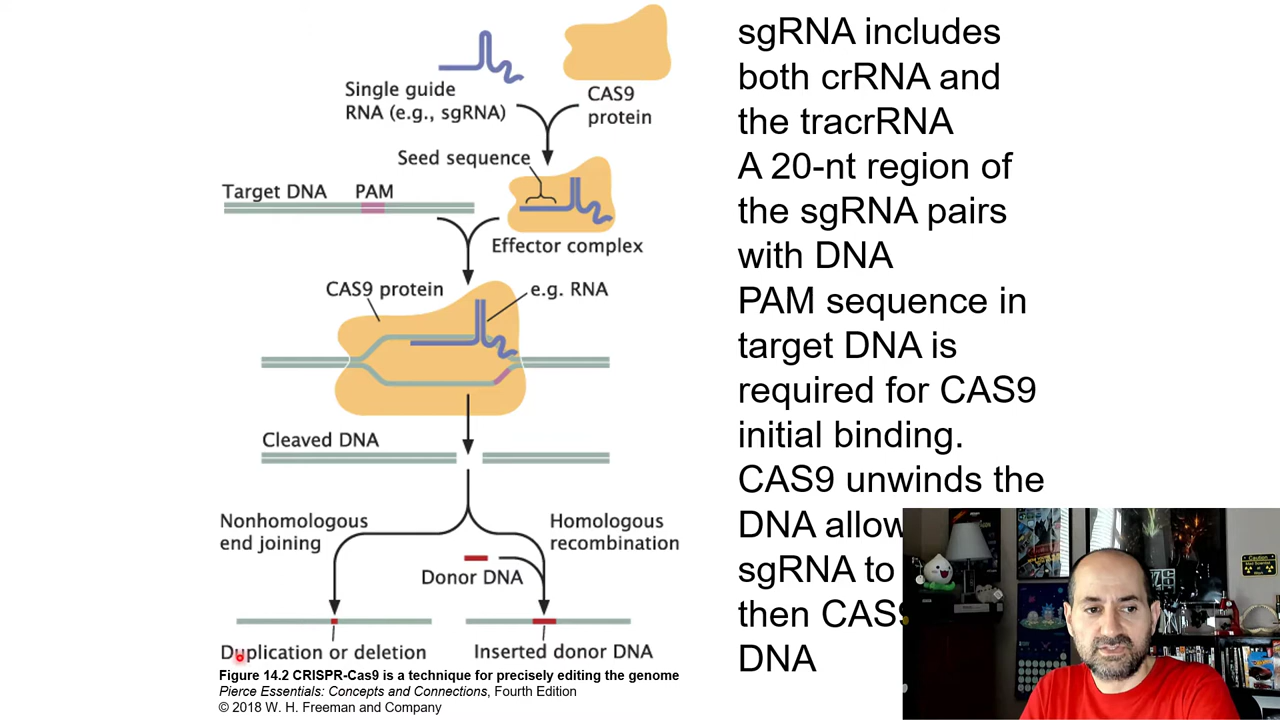 Single guide
RNA (e.g., sgRNA)
CAS9
protein
Seed sequence
Target DNA
PAM
Effector complex
CAS9 protein
e.g. RNA
Cleaved DNA
Nonhomologous
end joining
Homologous
recombination
Donor DNA
Duplication or deletion
Inserted donor DNA
Figure 14.2 CRISPR-Cas9 is a technique for precisely editing the genome
Pierce Essentials: Concepts and Connections, Fourth Edition
© 2018 W. H. Freeman and Company
sgRNA includes
both crRNA and
the tracrRNA
A 20-nt region of
the sgRNA pairs
with DNA
PAM sequence in
target DNA is
required for CAS9
initial binding.
CAS9 unwinds the
DNA allow
sgRNA to
then CAS9
DNA
Caution